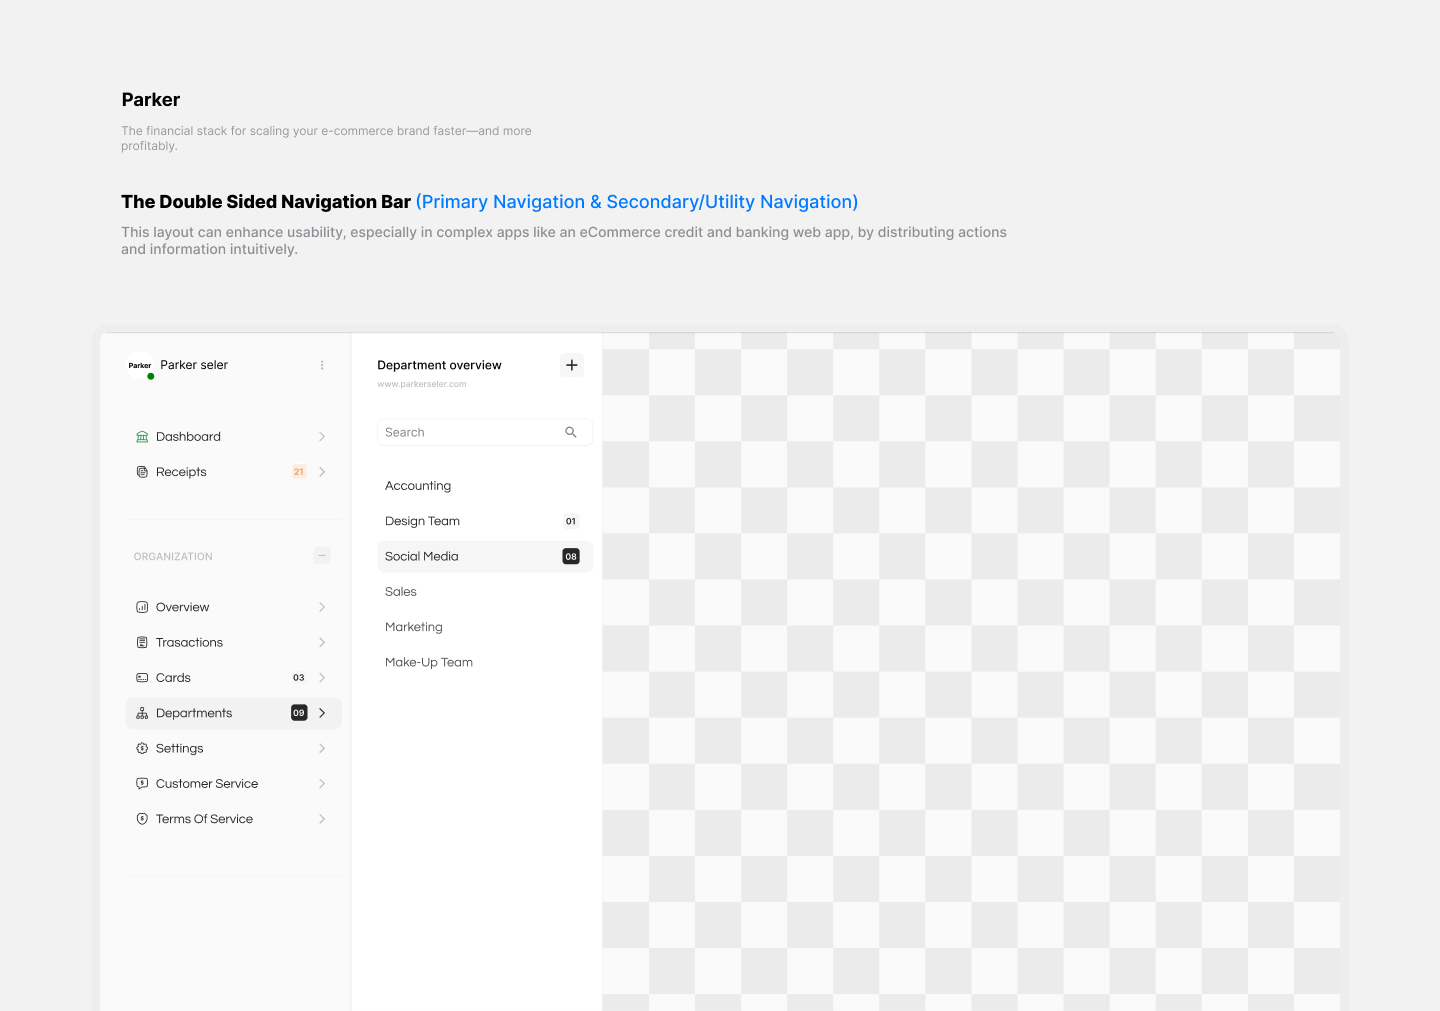 Parker
The financial stack for scaling your e-commerce brand faster—and more
profitably.
The Double Sided Navigation Bar (Primary Navigation & Secondary/Utility Navigation)
This layout can enhance usability, especially in complex apps like an eCommerce credit and banking web app, by distributing actions
and information intuitively.
Parker Parker seler
Dashboard
Receipts 21
ORGANIZATION
Overview
Trasactions
Cards 03
Departments 09
Settings
Customer Service
Terms Of Service
Department overview
www.parkerseler.com
Search
Accounting
Design Team 01
Social Media 08
Sales
Marketing
Make-Up Team